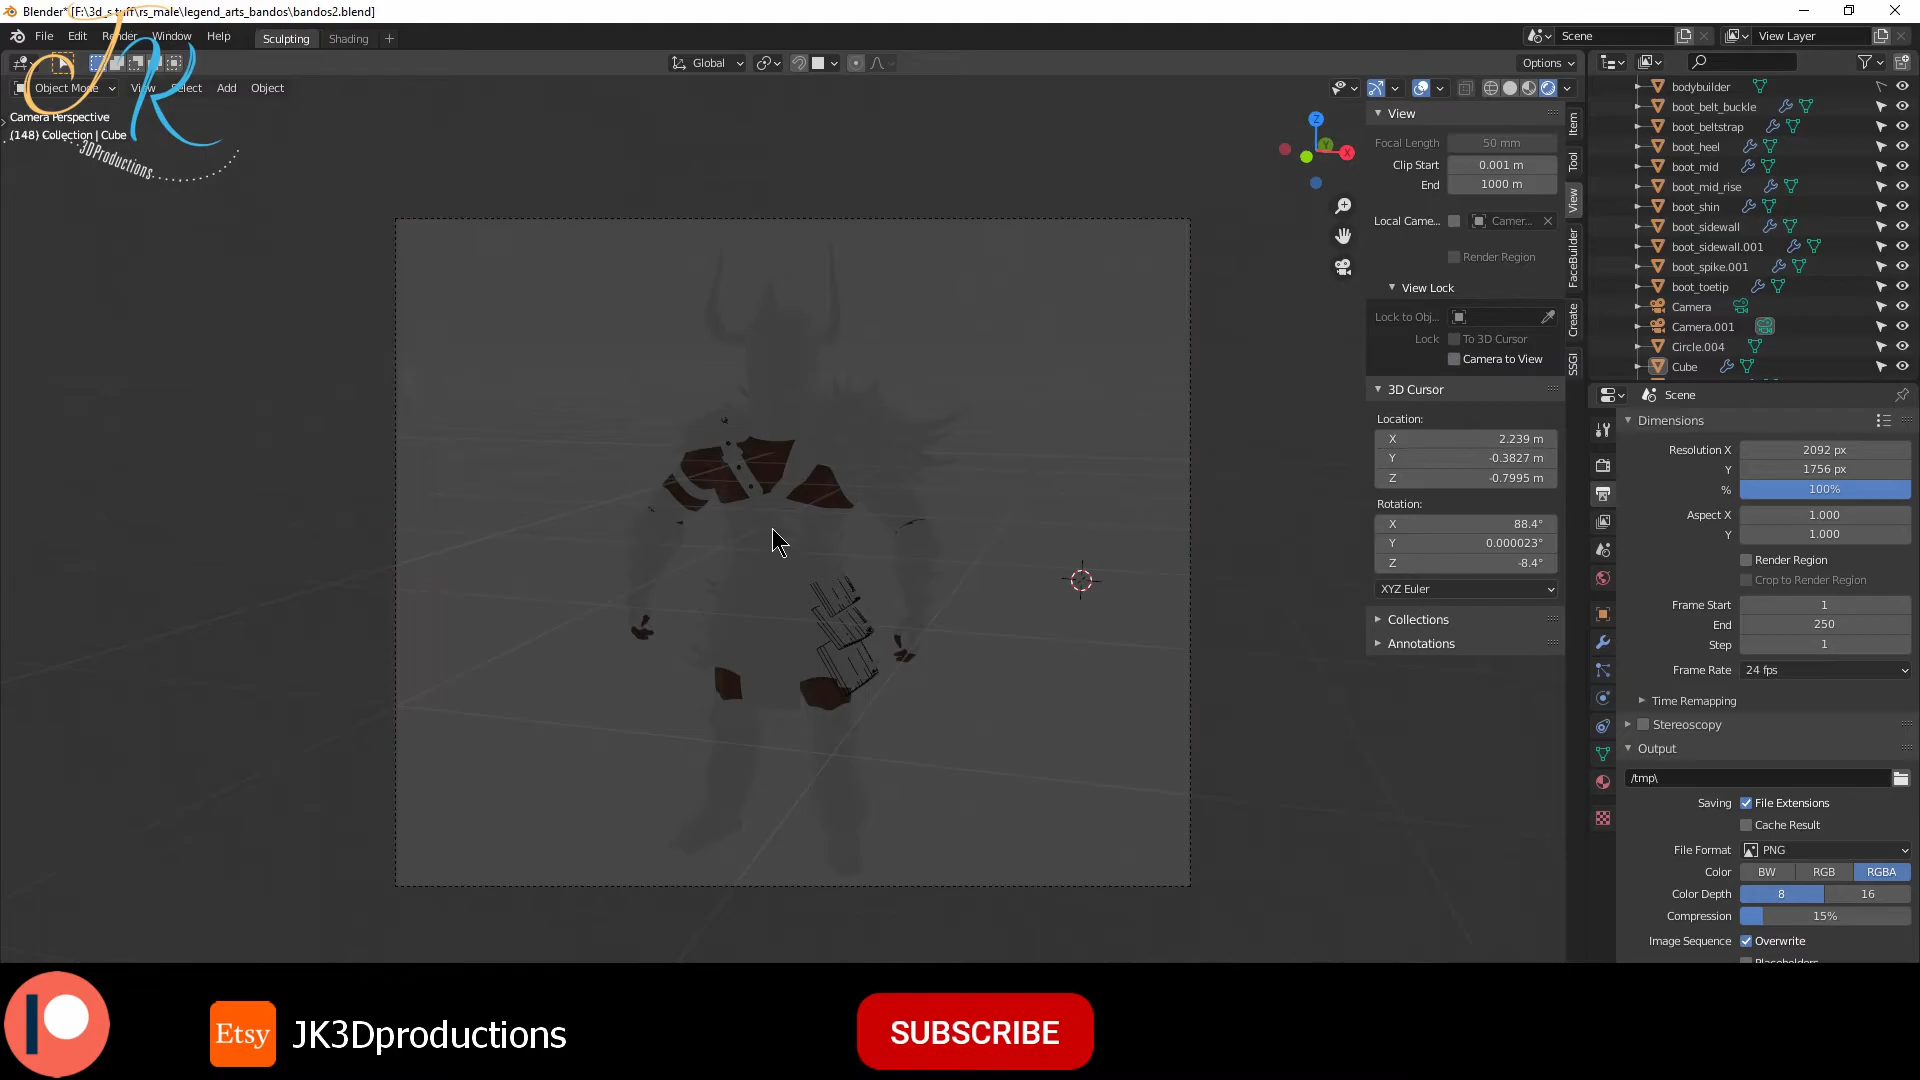 Blender* [F:\3d_stuff\rs_male\legend_arts_bandos\bandos2.blend]
File Edit Render Window Help Sculpting Shading + Scene View Layer
Global Options
Object Mode View Select Add Object
Camera Perspective
(148) Collection | Cube
JR
3DProductions
Z
Y
X
View
Focal Length 50 mm
Clip Start 0.001 m
End 1000 m
Local Came... Camer...
Render Region
View Lock
Lock to Obj...
Lock To 3D Cursor
Camera to View
3D Cursor
Location:
X 2.239 m
Y -0.3827 m
Z -0.7995 m
Rotation:
X 88.4°
Y 0.000023°
Z -8.4°
XYZ Euler
Collections
Annotations
Item
Tool
View
FaceBuilder
Create
SSGI
bodybuilder
boot_belt_buckle
boot_beltstrap
boot_heel
boot_mid
boot_mid_rise
boot_shin
boot_sidewall
boot_sidewall.001
boot_spike.001
boot_toetip
Camera
Camera.001
Circle.004
Cube
Scene
Dimensions
Resolution X 2092 px
Y 1756 px
% 100%
Aspect X 1.000
Y 1.000
Render Region
Crop to Render Region
Frame Start 1
End 250
Step 1
Frame Rate 24 fps
Time Remapping
Stereoscopy
Output
/tmp\
Saving File Extensions
Cache Result
File Format PNG
Color BW RGB RGBA
Color Depth 8 16
Compression 15%
Image Sequence Overwrite
Placeholders
Etsy JK3Dproductions
SUBSCRIBE